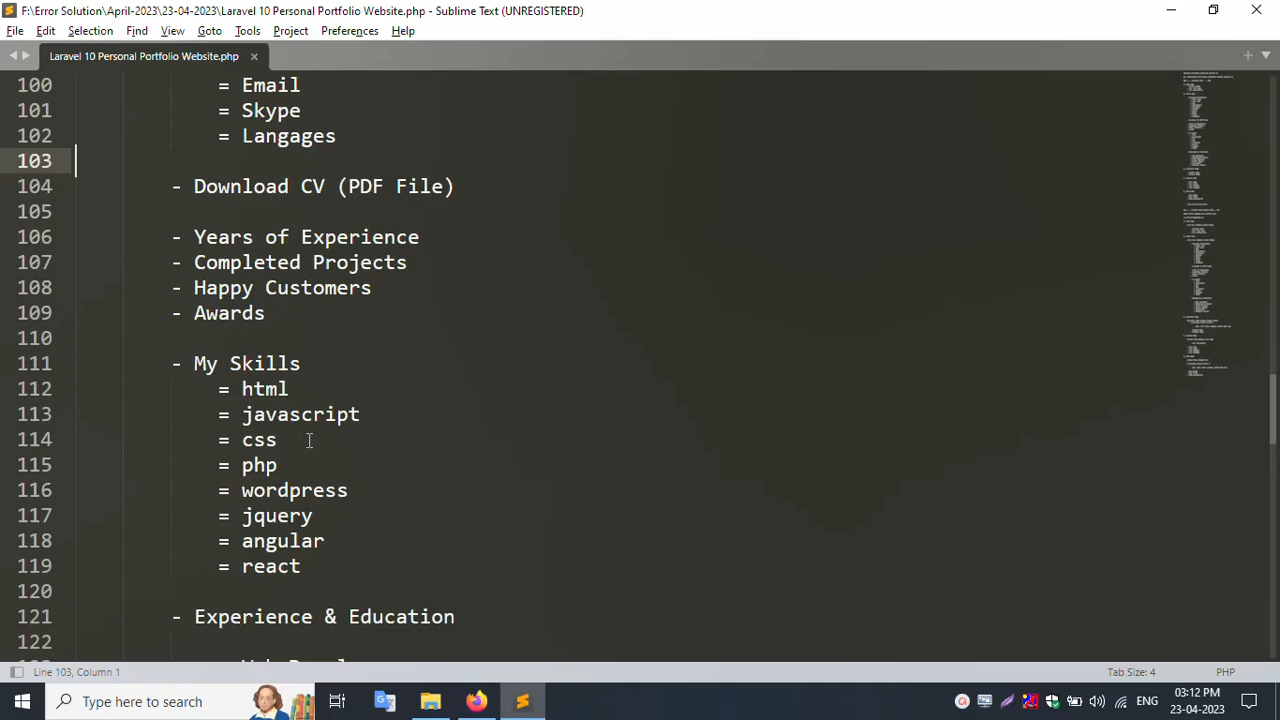 F:\Error Solution\April-2023\23-04-2023\Laravel 10 Personal Portfolio Website.php - Sublime Text (UNREGISTERED)
File Edit Selection Find View Goto Tools Project Preferences Help
Laravel 10 Personal Portfolio Website.php
100 = Email
101 = Skype
102 = Langages
103
104 - Download CV (PDF File)
105
106 - Years of Experience
107 - Completed Projects
108 - Happy Customers
109 - Awards
110
111 - My Skills
112 = html
113 = javascript
114 = css
115 = php
116 = wordpress
117 = jquery
118 = angular
119 = react
120
121 - Experience & Education
122
Line 103, Column 1 Tab Size: 4 PHP
Type here to search ENG 03:12 PM
23-04-2023